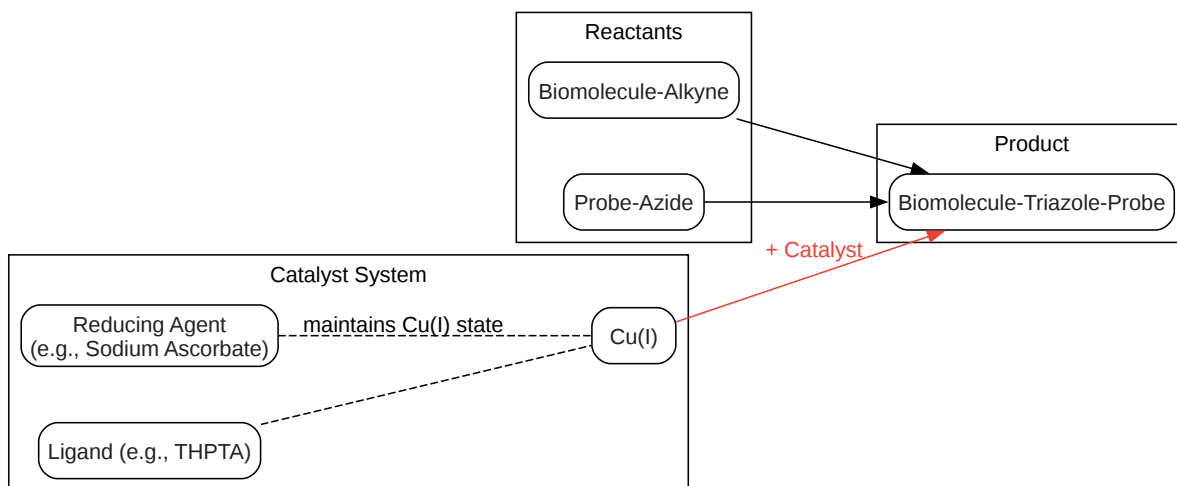 Reactants
Biomolecule-Alkyne
Probe-Azide
Product
Biomolecule-Triazole-Probe
+ Catalyst
Catalyst System
Reducing Agent
(e.g., Sodium Ascorbate)
maintains Cu(I) state
Cu(I)
Ligand (e.g., THPTA)